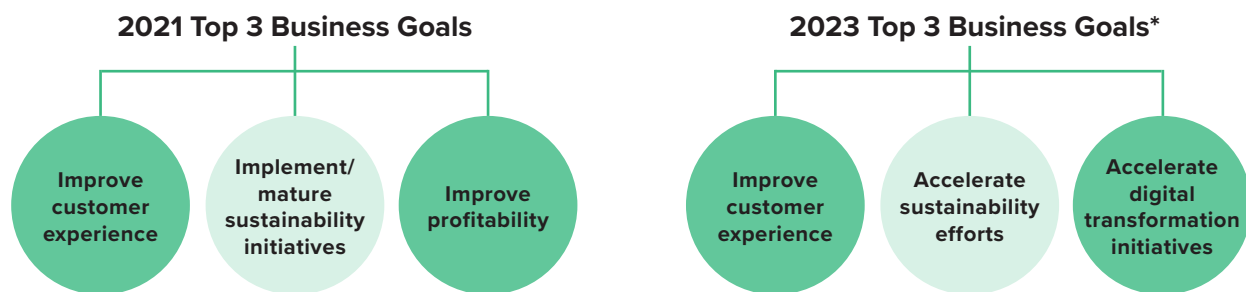 2021 Top 3 Business Goals
Improve
customer
experience
Implement/
mature
sustainability
initiatives
Improve
profitability
2023 Top 3 Business Goals*
Improve
customer
experience
Accelerate
sustainability
efforts
Accelerate
digital
transformation
initiatives